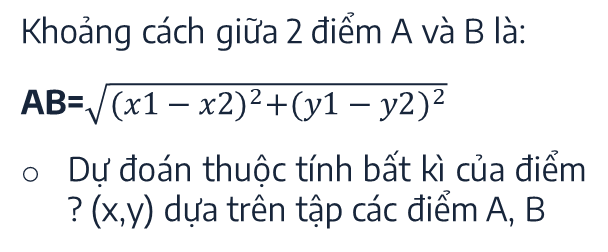 Khoảng cách giữa 2 điểm A và B là:
AB=√(x1 − x2)²+(y1 − y2)²
○ Dự đoán thuộc tính bất kì của điểm
? (x,y) dựa trên tập các điểm A, B